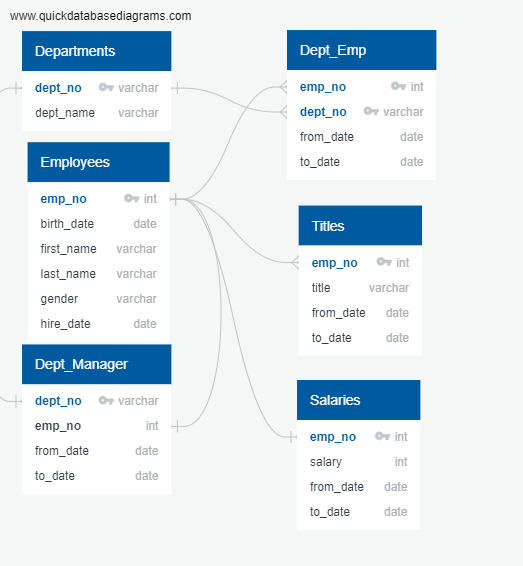 www.quickdatabasediagrams.com
Departments
dept_no varchar
dept_name varchar
Employees
emp_no int
birth_date date
first_name varchar
last_name varchar
gender varchar
hire_date date
Dept_Manager
dept_no varchar
emp_no int
from_date date
to_date date
Dept_Emp
emp_no int
dept_no varchar
from_date date
to_date date
Titles
emp_no int
title varchar
from_date date
to_date date
Salaries
emp_no int
salary int
from_date date
to_date date